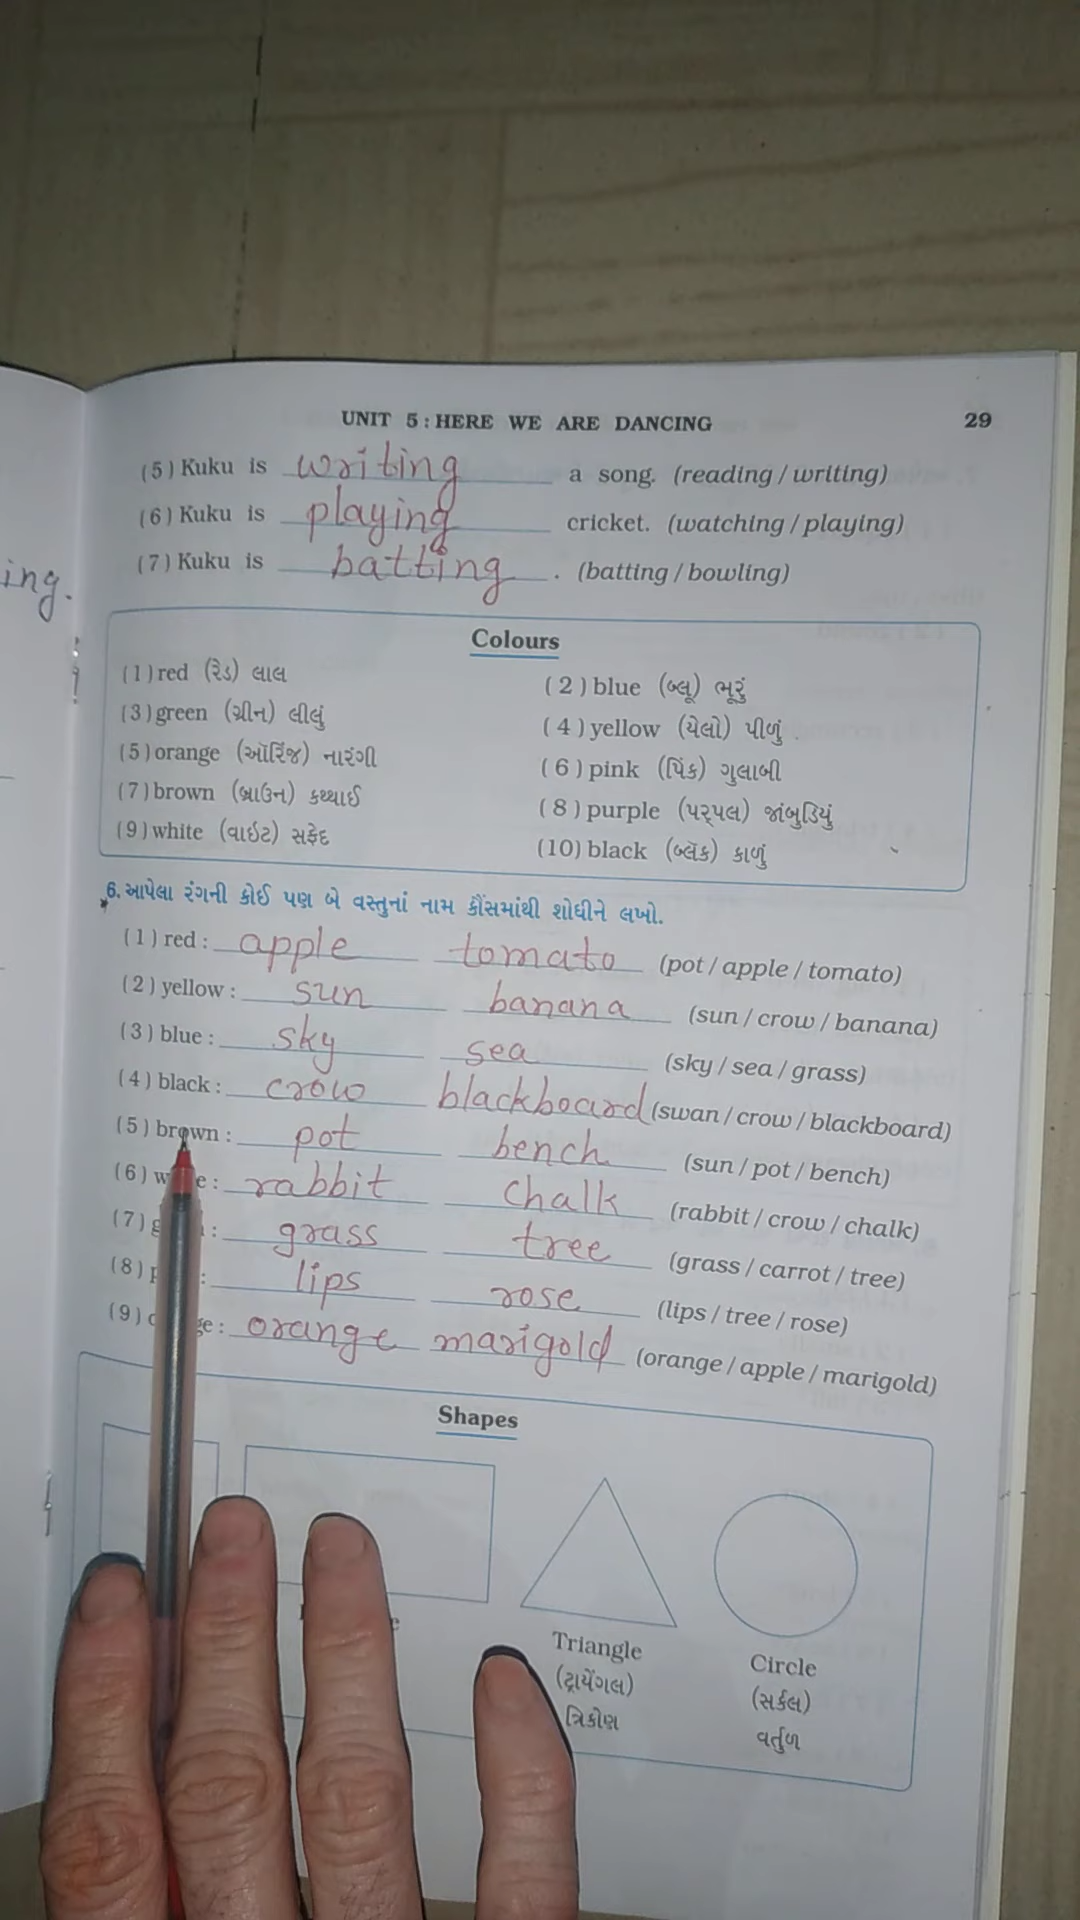 UNIT 5 : HERE WE ARE DANCING 29
(5) Kuku is writing a song. (reading / writing)
(6) Kuku is playing cricket. (watching / playing)
ing.
(7) Kuku is batting. (batting / bowling)
Colours
(1) red (રેડ) લાલ (2) blue (બ્લૂ) ભૂરું
(3) green (ગ્રીન) લીલું (4) yellow (યેલો) પીળું
(5) orange (ઑરિંજ) નારંગી (6) pink (પિંક) ગુલાબી
(7) brown (બ્રાઉન) કથ્થાઈ (8) purple (પર્પલ) જાંબુડિયું
(9) white (વાઇટ) સફેદ (10) black (બ્લૅક) કાળું
6. આપેલા રંગની કોઈ પણ બે વસ્તુનાં નામ કૌંસમાંથી શોધીને લખો.
(1) red : apple tomato (pot / apple / tomato)
(2) yellow : sun banana (sun / crow / banana)
(3) blue : sky sea (sky / sea / grass)
(4) black : crow blackboard (swan / crow / blackboard)
(5) brown : pot bench (sun / pot / bench)
(6) rabbit chalk (rabbit / crow / chalk)
(7) grass tree (grass / carrot / tree)
(8) lips rose (lips / tree / rose)
(9) orange marigold (orange / apple / marigold)
Shapes
Triangle Circle
(ટ્રાયેંગલ) (સર્કલ)
ત્રિકોણ વર્તુળ